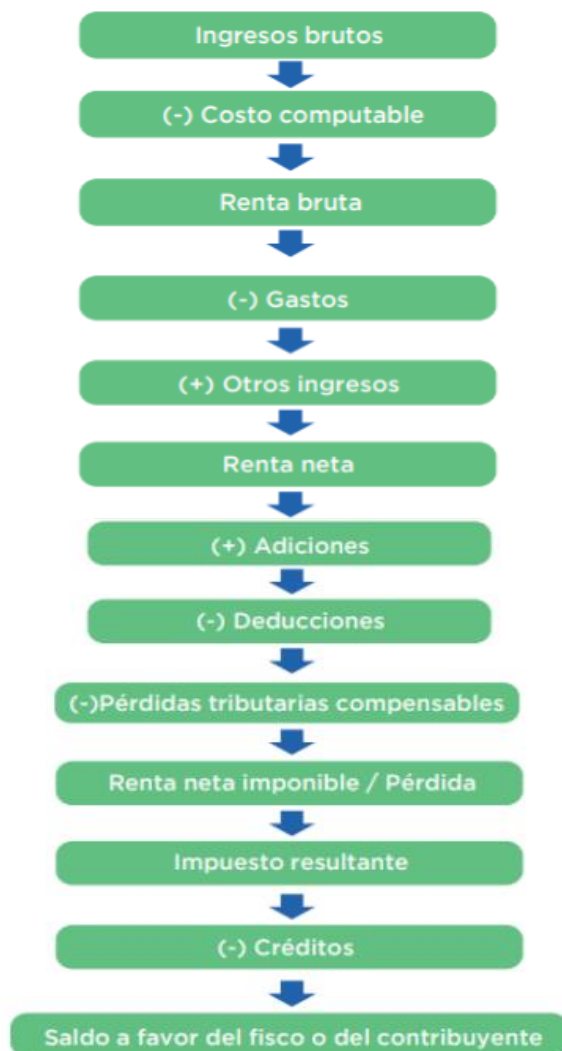 Ingresos brutos
(-) Costo computable
Renta bruta
(-) Gastos
(+) Otros ingresos
Renta neta
(+) Adiciones
(-) Deducciones
(-)Pérdidas tributarias compensables
Renta neta imponible / Pérdida
Impuesto resultante
(-) Créditos
Saldo a favor del fisco o del contribuyente